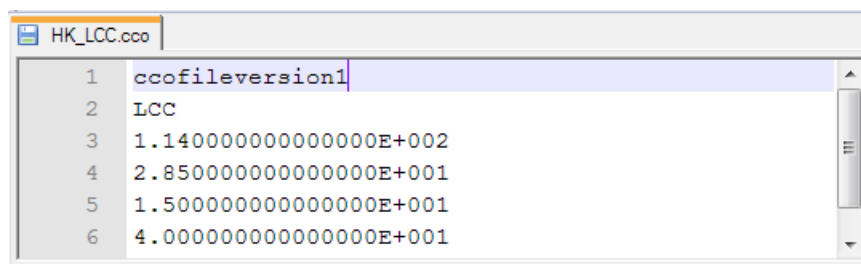 HK_LCC.cco
1 ccofileversion1
2 LCC
3 1.140000000000000E+002
4 2.850000000000000E+001
5 1.500000000000000E+001
6 4.000000000000000E+001